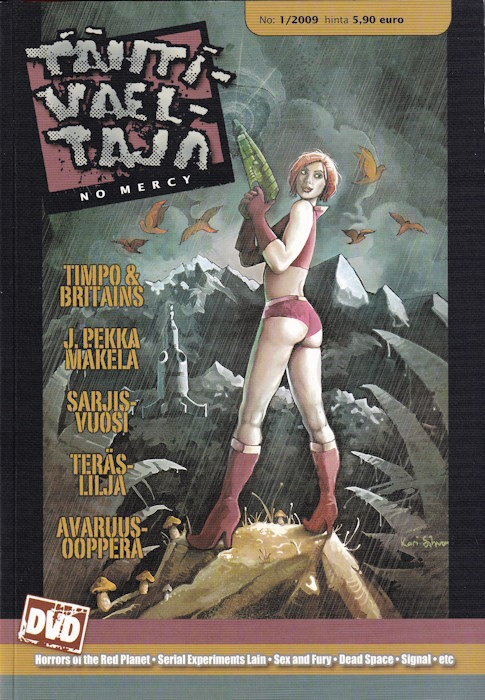 No: 1/2009 hinta 5,90 euro
TÄHTI-
VAEL-
TAJA
NO MERCY
TIMPO &
BRITAINS
J. PEKKA
MÄKELÄ
SARJIS-
VUOSI
TERÄS-
LILJA
AVARUUS-
OOPPERA
DVD
Horrors of the Red Planet • Serial Experiments Lain • Sex and Fury • Dead Space • Signal • etc